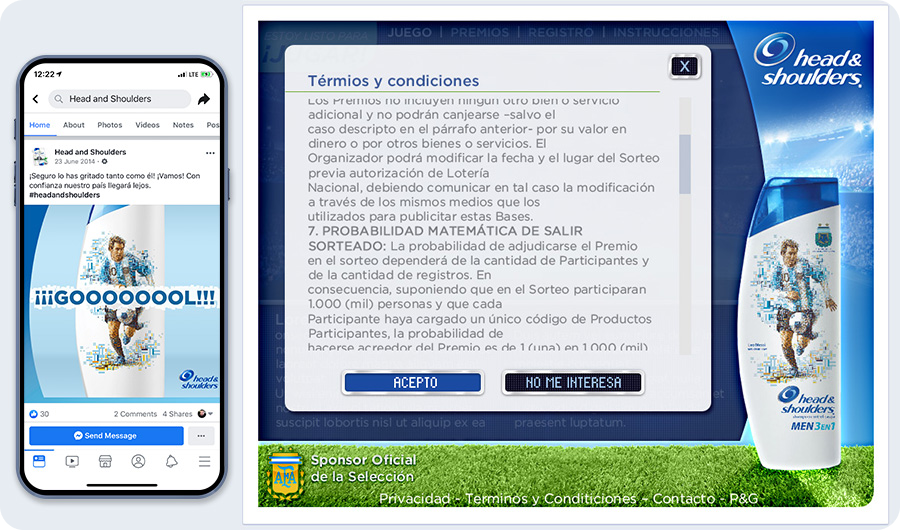 12:22
LTE
Head and Shoulders
Home About Photos Videos Notes Pos
Head and Shoulders
23 June 2014
¡Seguro lo has gritado tanto como él! ¡Vamos! Con
confianza nuestro país llegará lejos.
#headandshoulders
¡¡¡GOOOOOOOL!!!
head&
shoulders
30
2 Comments 4 Shares
Send Message
ESTOY LISTO PARA
¡JUGAR!
JUEGO | PREMIOS | REGISTRO | INSTRUCCIONES
head&
shoulders
Térmios y condiciones
X
Los Premios no incluyen ningún otro bien o servicio
adicional y no podrán canjearse –salvo el
caso descripto en el párrafo anterior- por su valor en
dinero o por otros bienes o servicios. El
Organizador podrá modificar la fecha y el lugar del Sorteo
previa autorización de Lotería
Nacional, debiendo comunicar en tal caso la modificación
a través de los mismos medios que los
utilizados para publicitar estas Bases.
7. PROBABILIDAD MATEMÁTICA DE SALIR
SORTEADO: La probabilidad de adjudicarse el Premio
en el sorteo dependerá de la cantidad de Participantes y
de la cantidad de registros. En
consecuencia, suponiendo que en el Sorteo participaran
1.000 (mil) personas y que cada
Participante haya cargado un único código de Productos
Participantes, la probabilidad de
hacerse acreedor del Premio es de 1 (una) en 1.000 (mil)
ACEPTO
NO ME INTERESA
suscipit lobortis nisl ut aliquip ex ea
praesent luptatum.
head&
shoulders
MEN 3EN1
AFA
Sponsor Oficial
de la Selección
Privacidad - Terminos y Conditiciones - Contacto - P&G